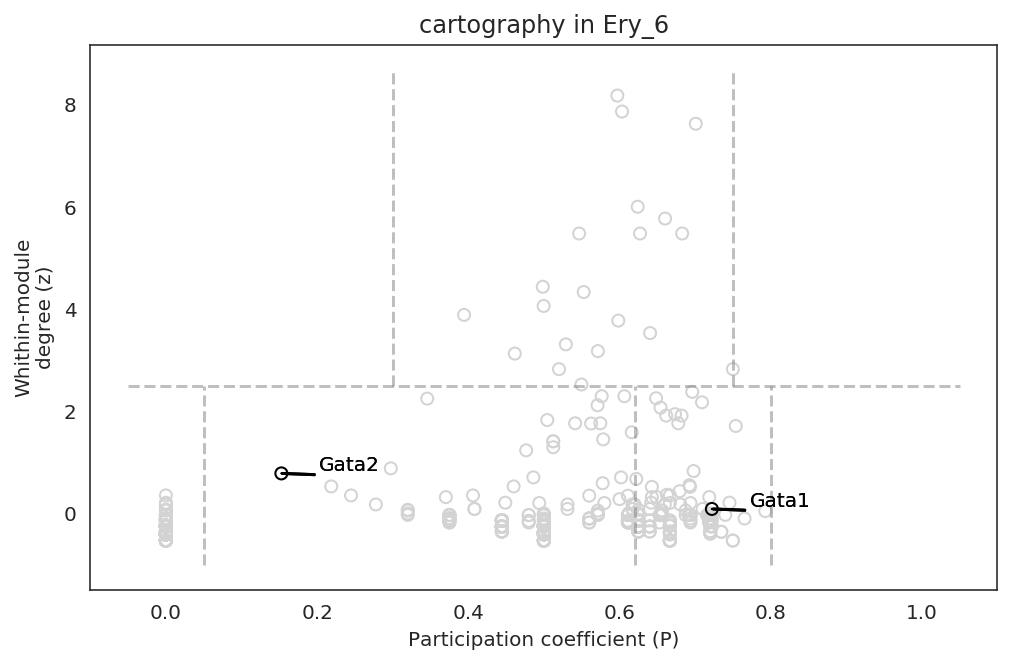 cartography in Ery_6
8
6
4
2
0
Whithin-module
degree (z)
Gata2
Gata1
0.0 0.2 0.4 0.6 0.8 1.0
Participation coefficient (P)